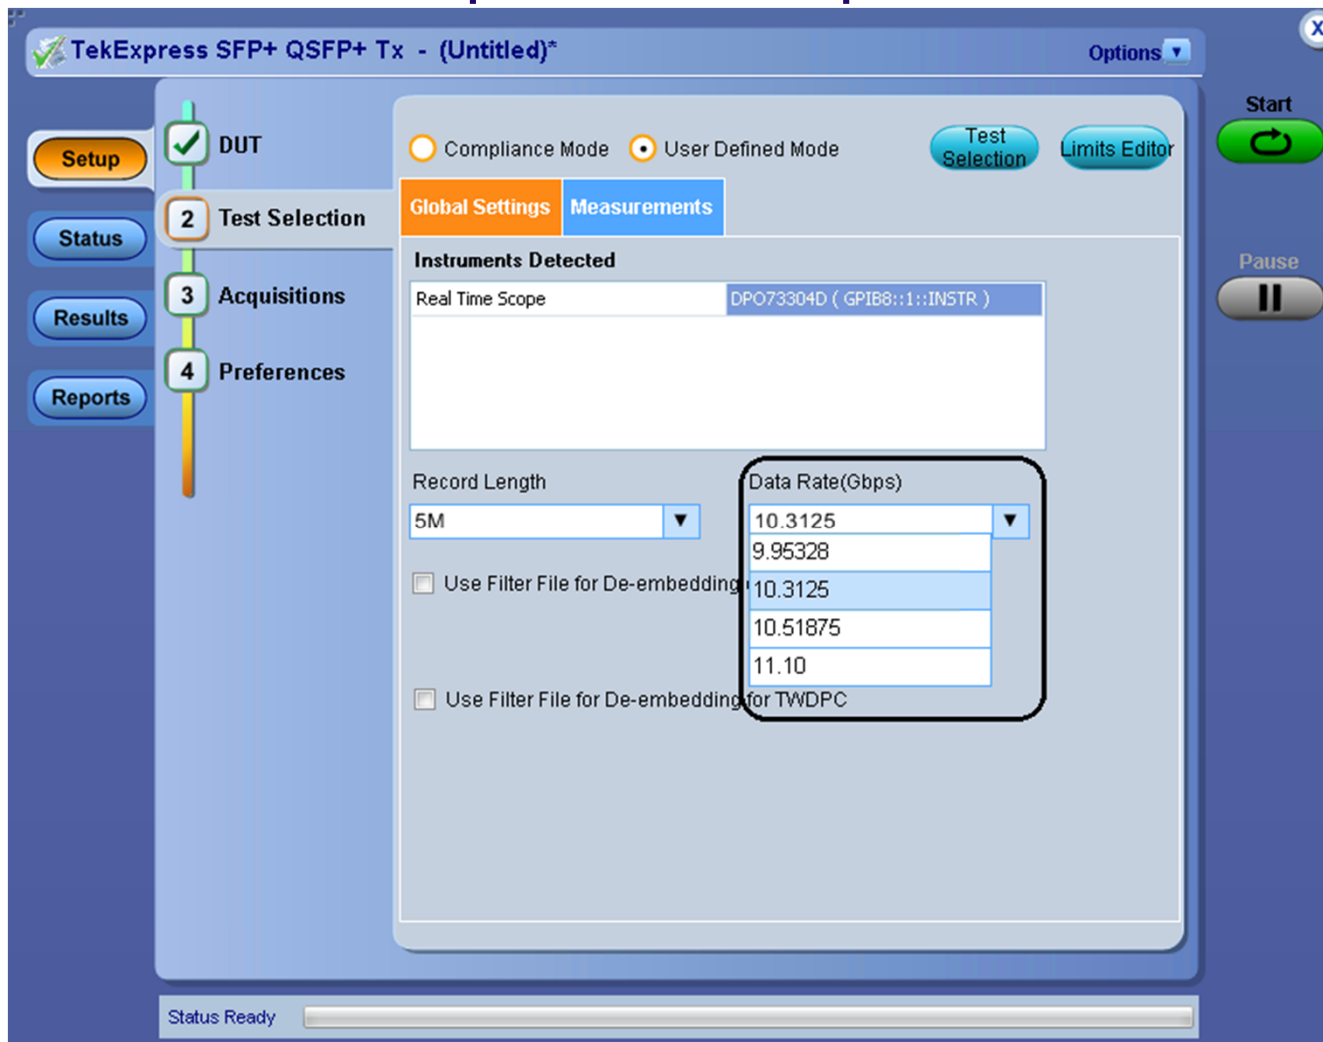 TekExpress SFP+ QSFP+ Tx - (Untitled)*
Options
X
Start
Pause
Setup
Status
Results
Reports
DUT
2 Test Selection
3 Acquisitions
4 Preferences
Compliance Mode
User Defined Mode
Test
Selection
Limits Editor
Global Settings
Measurements
Instruments Detected
Real Time Scope
DPO73304D ( GPIB8::1::INSTR )
Record Length
5M
Data Rate(Gbps)
10.3125
9.95328
10.3125
10.51875
11.10
Use Filter File for De-embedding
Use Filter File for De-embedding for TWDPC
Status Ready